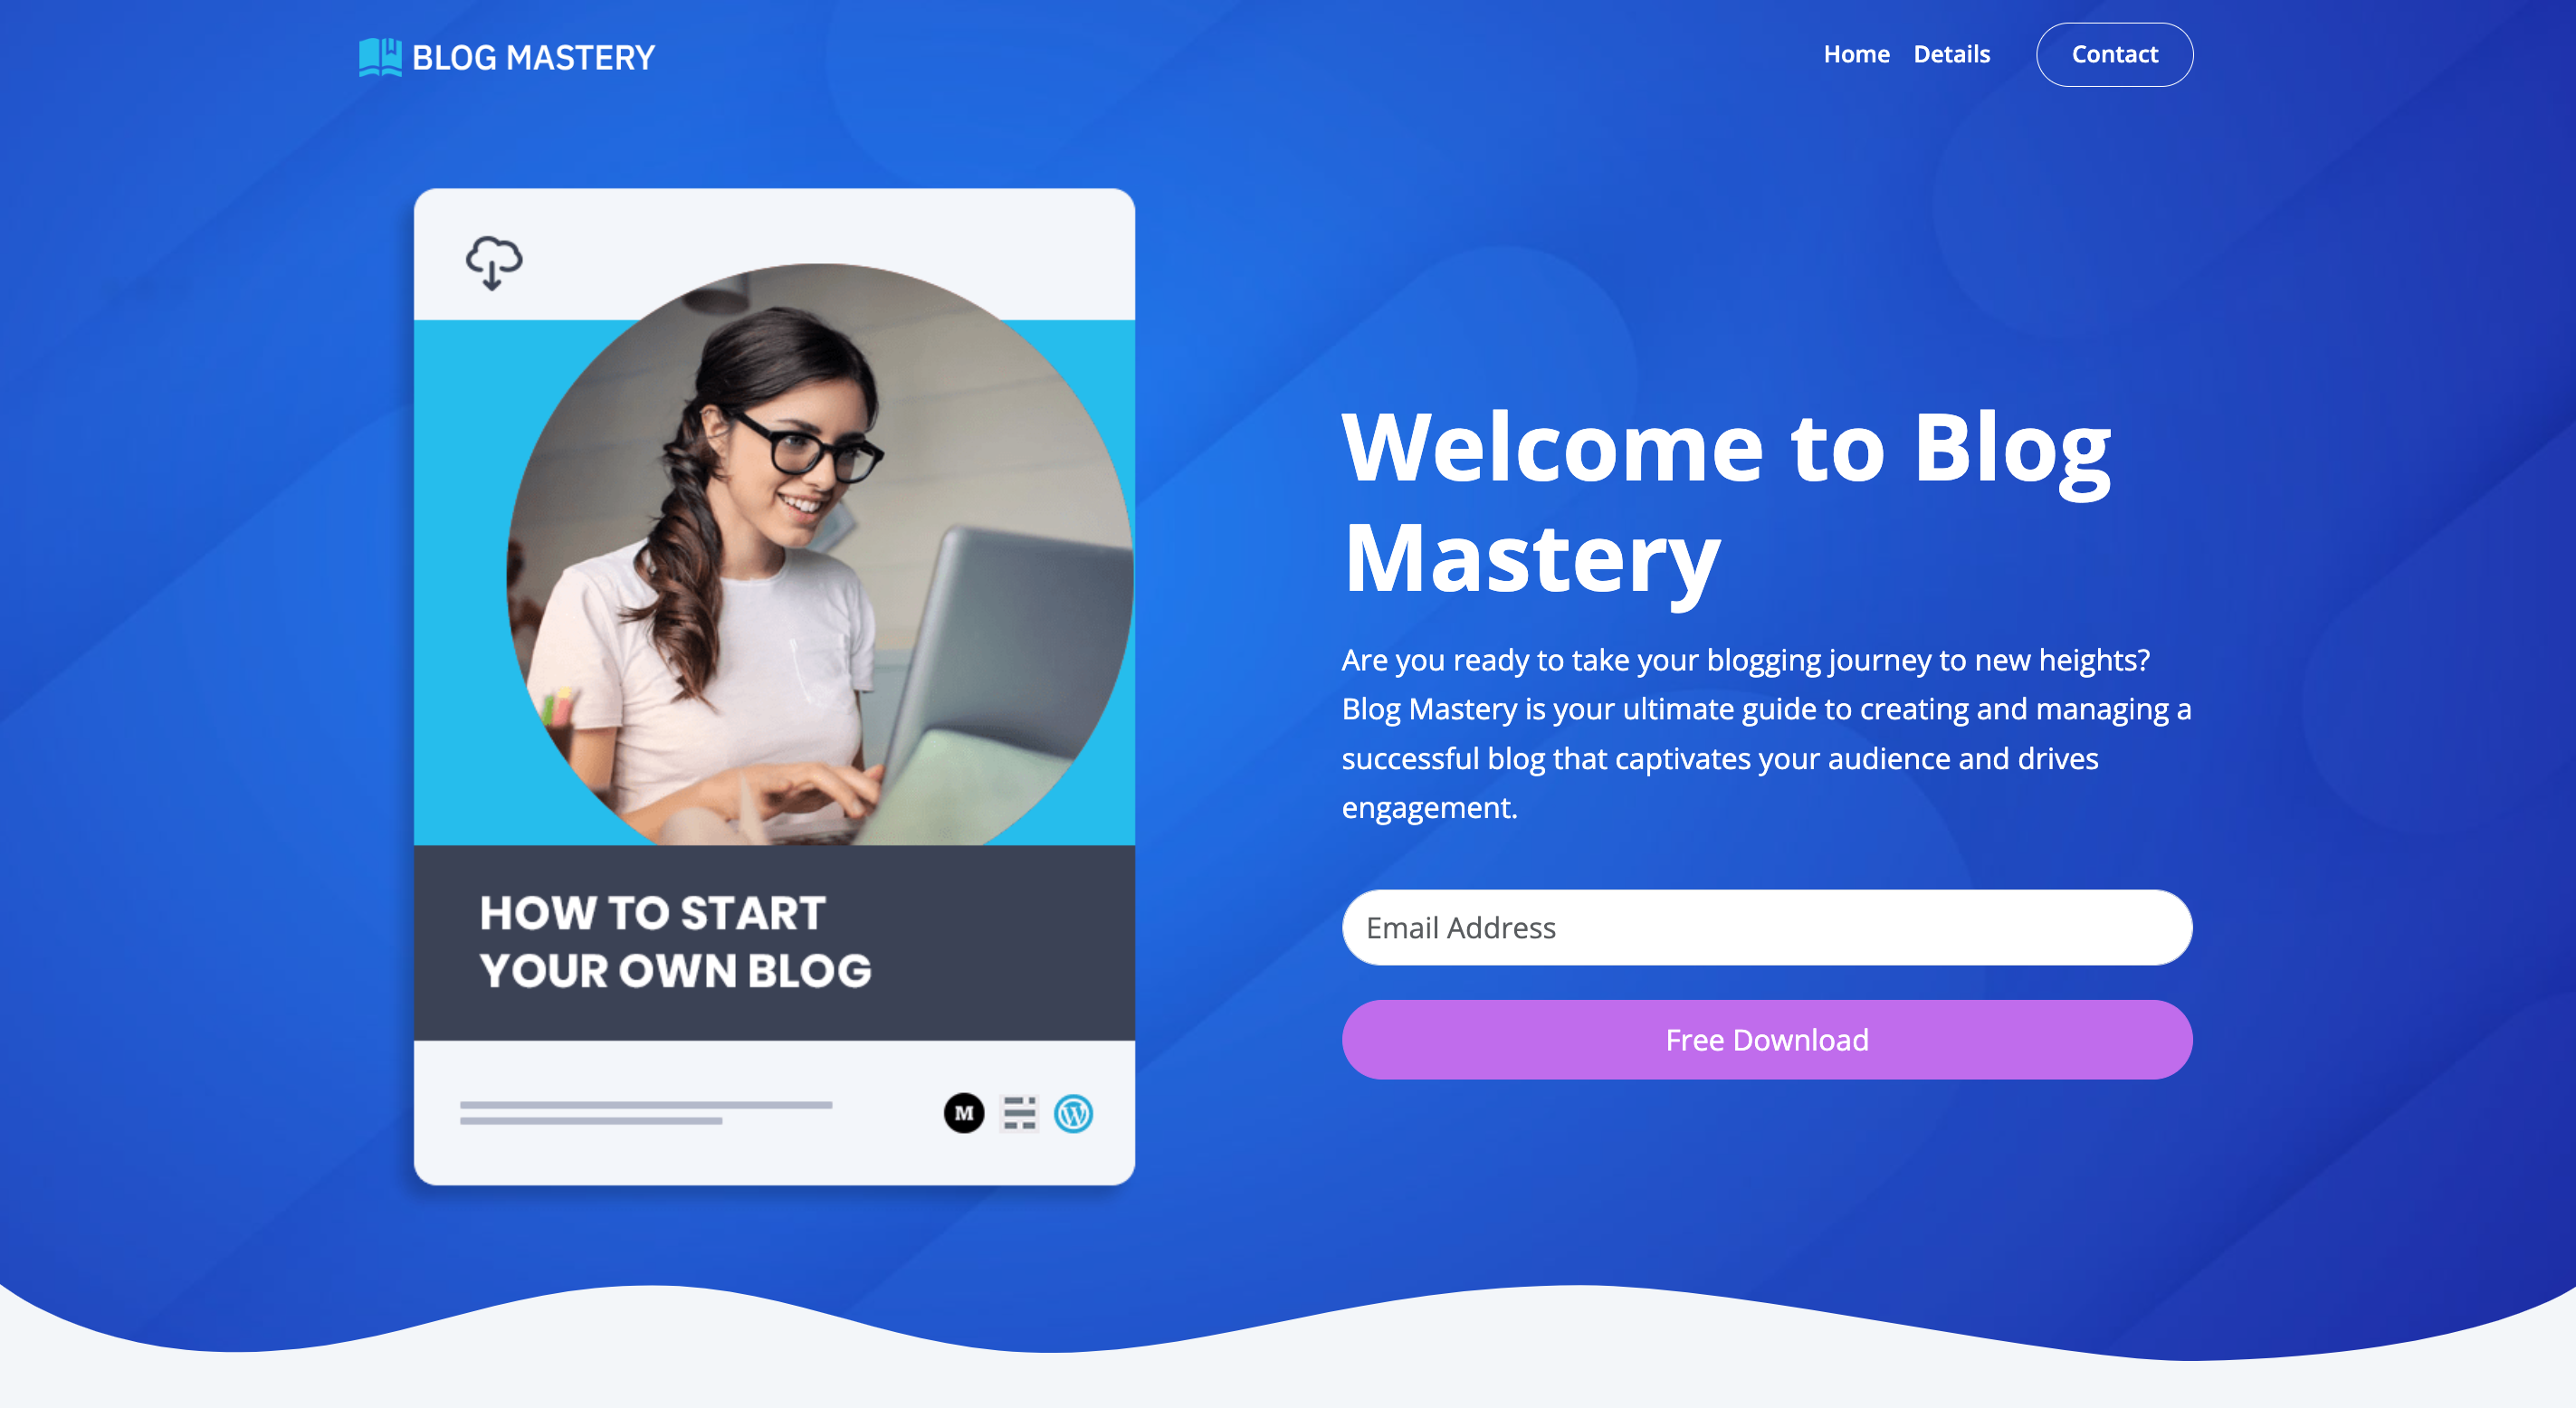 BLOG MASTERY
Home Details Contact
HOW TO START
YOUR OWN BLOG
M
W
Welcome to Blog
Mastery
Are you ready to take your blogging journey to new heights?
Blog Mastery is your ultimate guide to creating and managing a
successful blog that captivates your audience and drives
engagement.
Email Address
Free Download